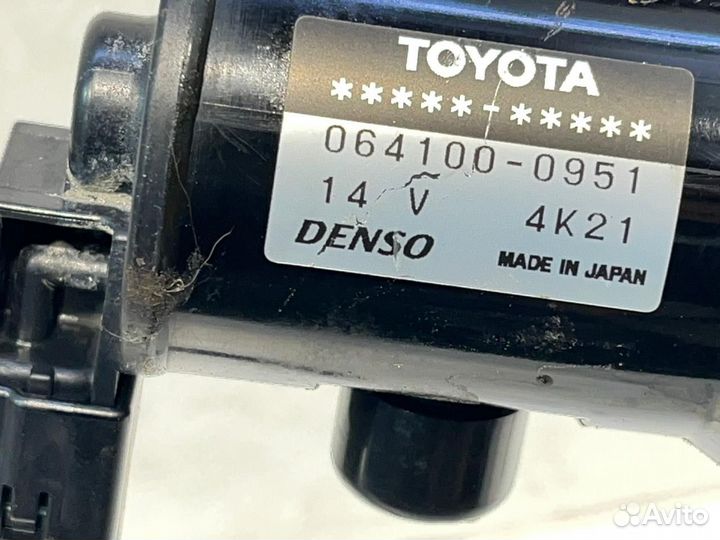 TOYOTA
*****-*****
064100-0951
14 V 4K21
DENSO MADE IN JAPAN
Avito